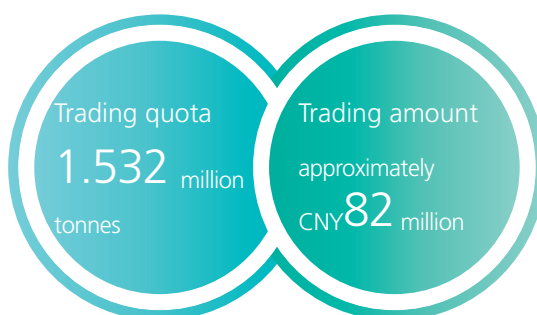 Trading quota
1.532 million
tonnes
Trading amount
approximately
CNY82 million